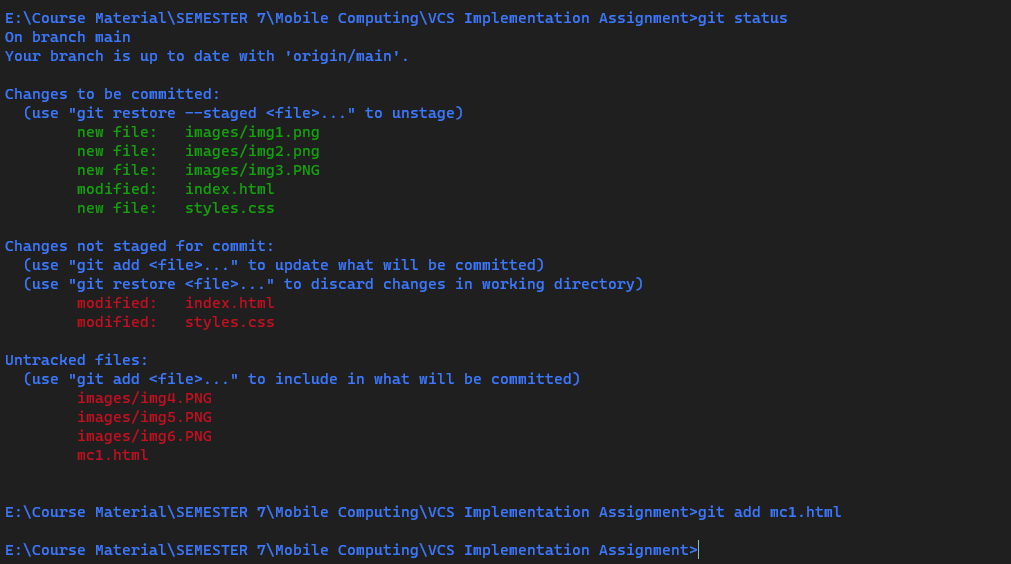 E:\Course Material\SEMESTER 7\Mobile Computing\VCS Implementation Assignment>git status
On branch main
Your branch is up to date with 'origin/main'.
Changes to be committed:
(use "git restore --staged <file>..." to unstage)
new file:   images/img1.png
new file:   images/img2.png
new file:   images/img3.PNG
modified:   index.html
new file:   styles.css
Changes not staged for commit:
(use "git add <file>..." to update what will be committed)
(use "git restore <file>..." to discard changes in working directory)
modified:   index.html
modified:   styles.css
Untracked files:
(use "git add <file>..." to include in what will be committed)
images/img4.PNG
images/img5.PNG
images/img6.PNG
mc1.html
E:\Course Material\SEMESTER 7\Mobile Computing\VCS Implementation Assignment>git add mc1.html
E:\Course Material\SEMESTER 7\Mobile Computing\VCS Implementation Assignment>